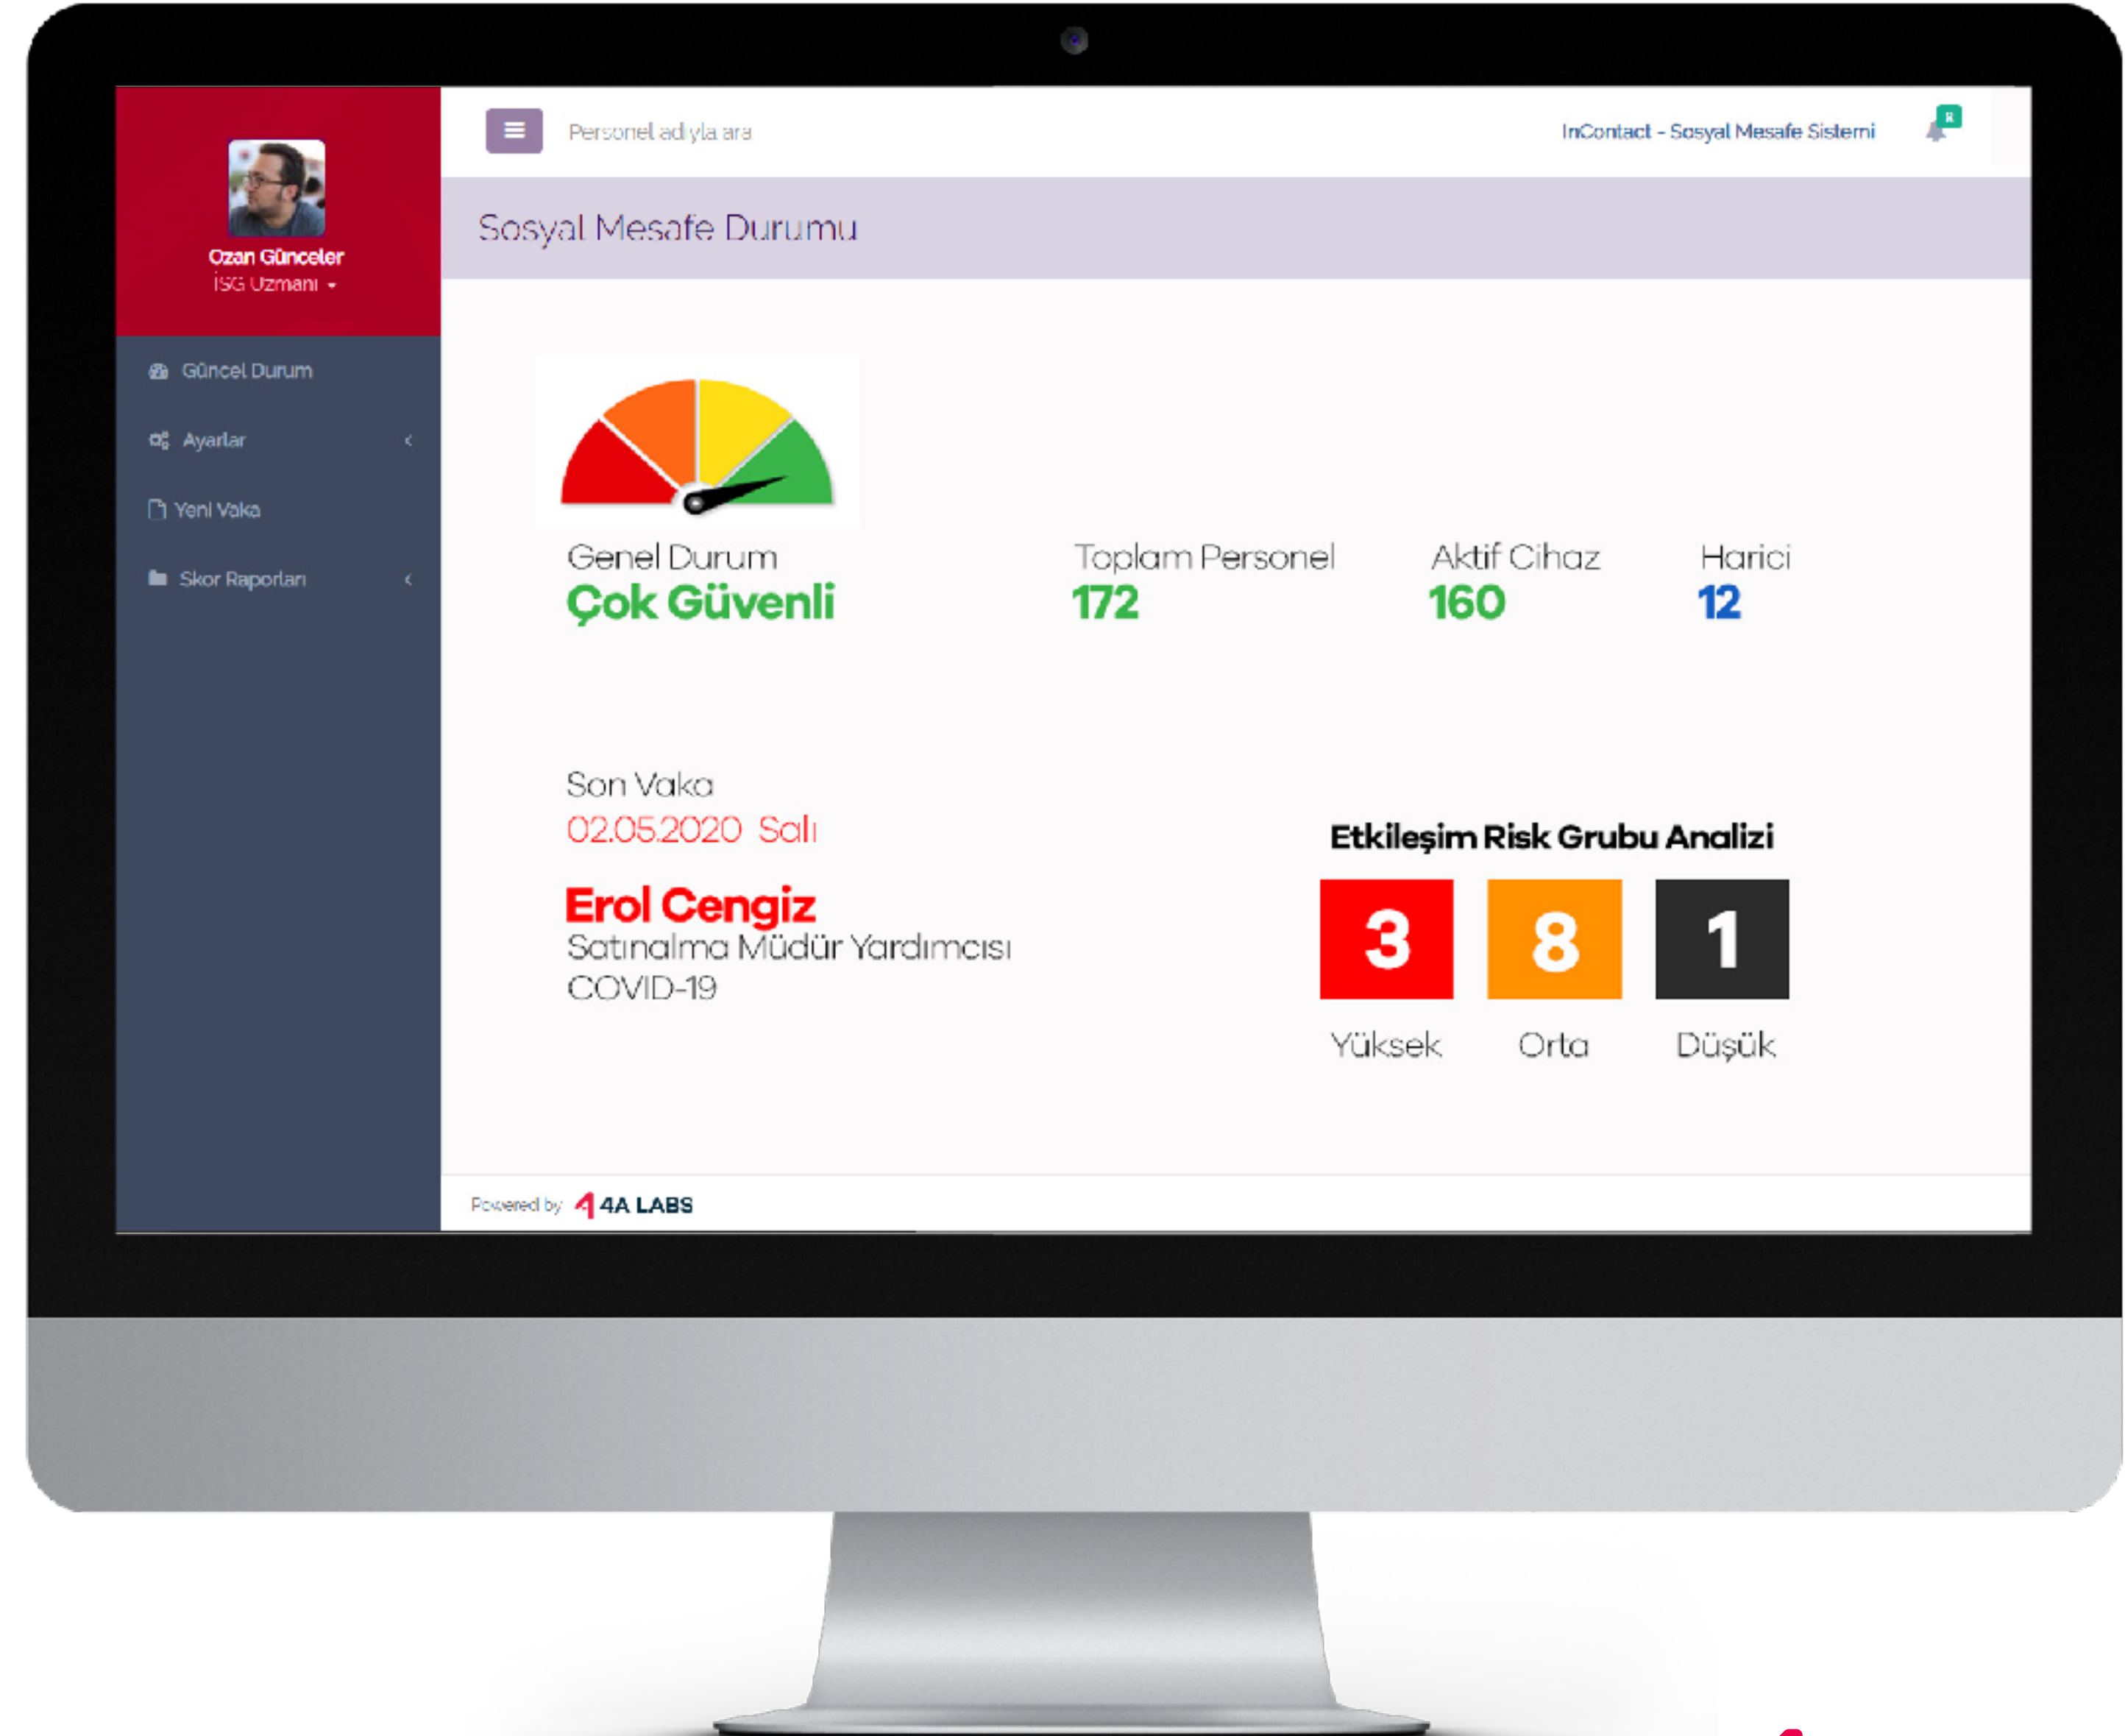 Ozan Günceler
İSG Uzmanı
Güncel Durum
Ayarlar
Yeni Vaka
Skor Raporları
Personel adıyla ara
InContact - Sosyal Mesafe Sistemi
8
Sosyal Mesafe Durumu
Genel Durum
Çok Güvenli
Toplam Personel
172
Aktif Cihaz
160
Harici
12
Son Vaka
02.05.2020 Salı
Erol Cengiz
Satınalma Müdür Yardımcısı
COVID-19
Etkileşim Risk Grubu Analizi
3 8 1
Yüksek Orta Düşük
Powered by 4A LABS